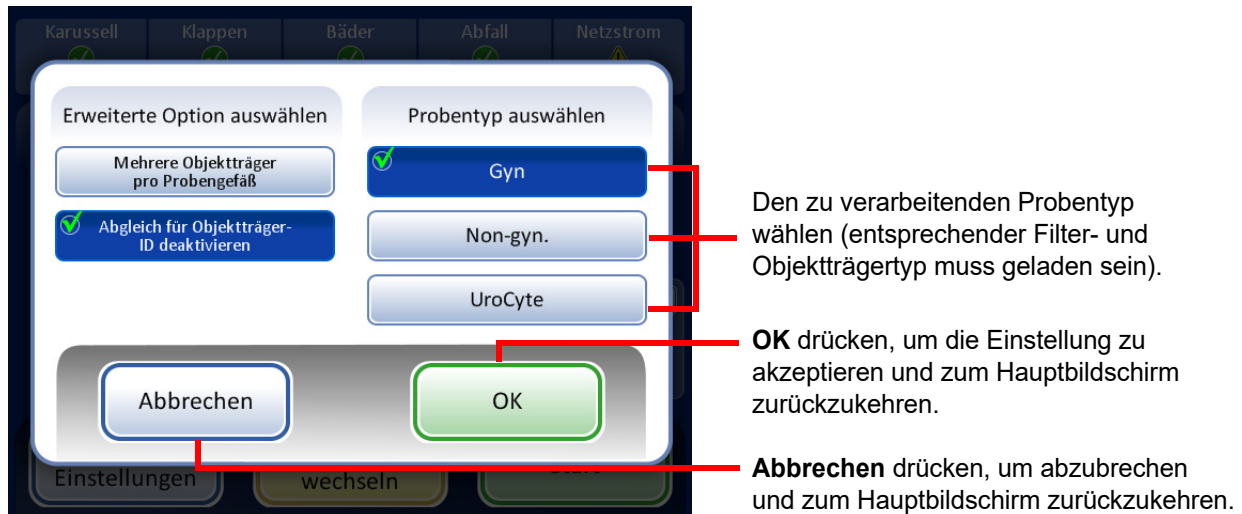 Karussell
Klappen
Bäder
Abfall
Netzstrom
Erweiterte Option auswählen
Probentyp auswählen
Mehrere Objektträger
pro Probengefäß
Gyn
Abgleich für Objektträger-
ID deaktivieren
Non-gyn.
UroCyte
Abbrechen
OK
Einstellungen
wechseln
Den zu verarbeitenden Probentyp
wählen (entsprechender Filter- und
Objektträgertyp muss geladen sein).
OK drücken, um die Einstellung zu
akzeptieren und zum Hauptbildschirm
zurückzukehren.
Abbrechen drücken, um abzubrechen
und zum Hauptbildschirm zurückzukehren.